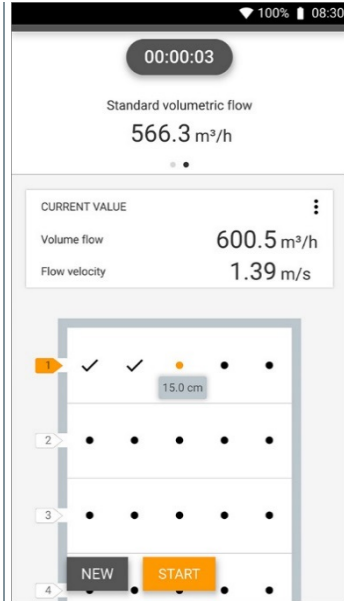 100% 08:30
00:00:03
Standard volumetric flow
566.3 m³/h
CURRENT VALUE
Volume flow 600.5 m³/h
Flow velocity 1.39 m/s
1
15.0 cm
2
3
NEW START
4